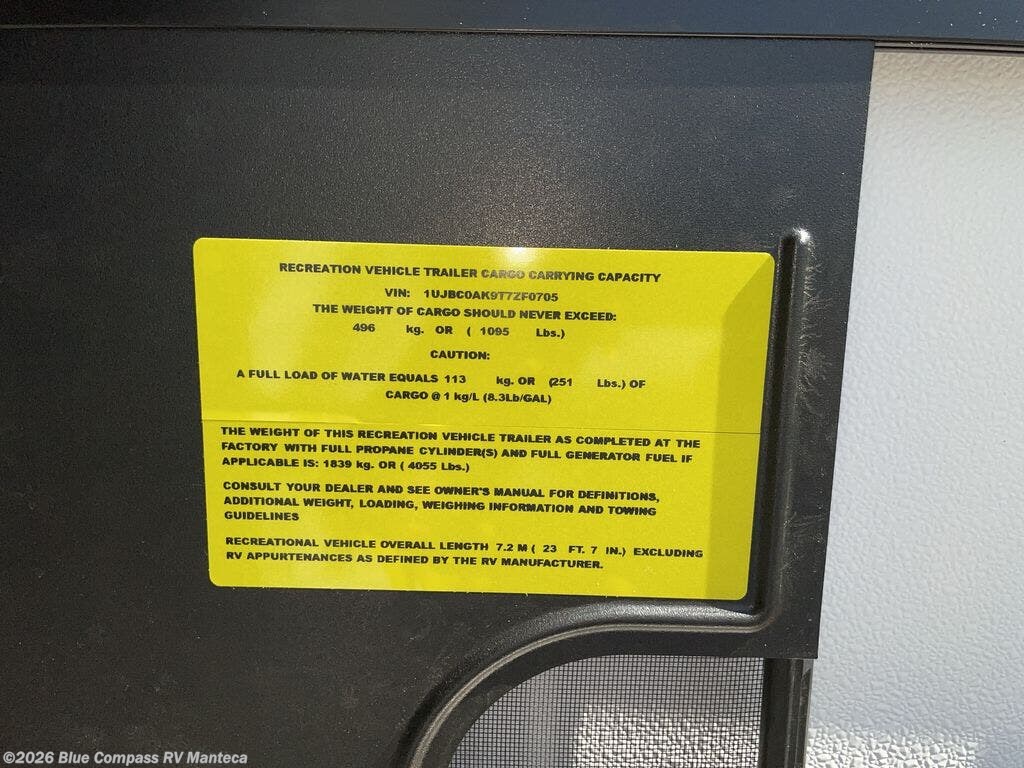 RECREATION VEHICLE TRAILER CARGO CARRYING CAPACITY
VIN: 1UJBC0AK9T7ZF0705
THE WEIGHT OF CARGO SHOULD NEVER EXCEED:
496 kg. OR ( 1095 Lbs.)
CAUTION:
A FULL LOAD OF WATER EQUALS 113 kg. OR (251 Lbs.) OF
CARGO @ 1 kg/L (8.3Lb/GAL)
THE WEIGHT OF THIS RECREATION VEHICLE TRAILER AS COMPLETED AT THE
FACTORY WITH FULL PROPANE CYLINDER(S) AND FULL GENERATOR FUEL IF
APPLICABLE IS: 1839 kg. OR ( 4055 Lbs.)
CONSULT YOUR DEALER AND SEE OWNER'S MANUAL FOR DEFINITIONS,
ADDITIONAL WEIGHT, LOADING, WEIGHING INFORMATION AND TOWING
GUIDELINES
RECREATIONAL VEHICLE OVERALL LENGTH 7.2 M ( 23 FT. 7 IN.) EXCLUDING
RV APPURTENANCES AS DEFINED BY THE RV MANUFACTURER.
©2026 Blue Compass RV Manteca